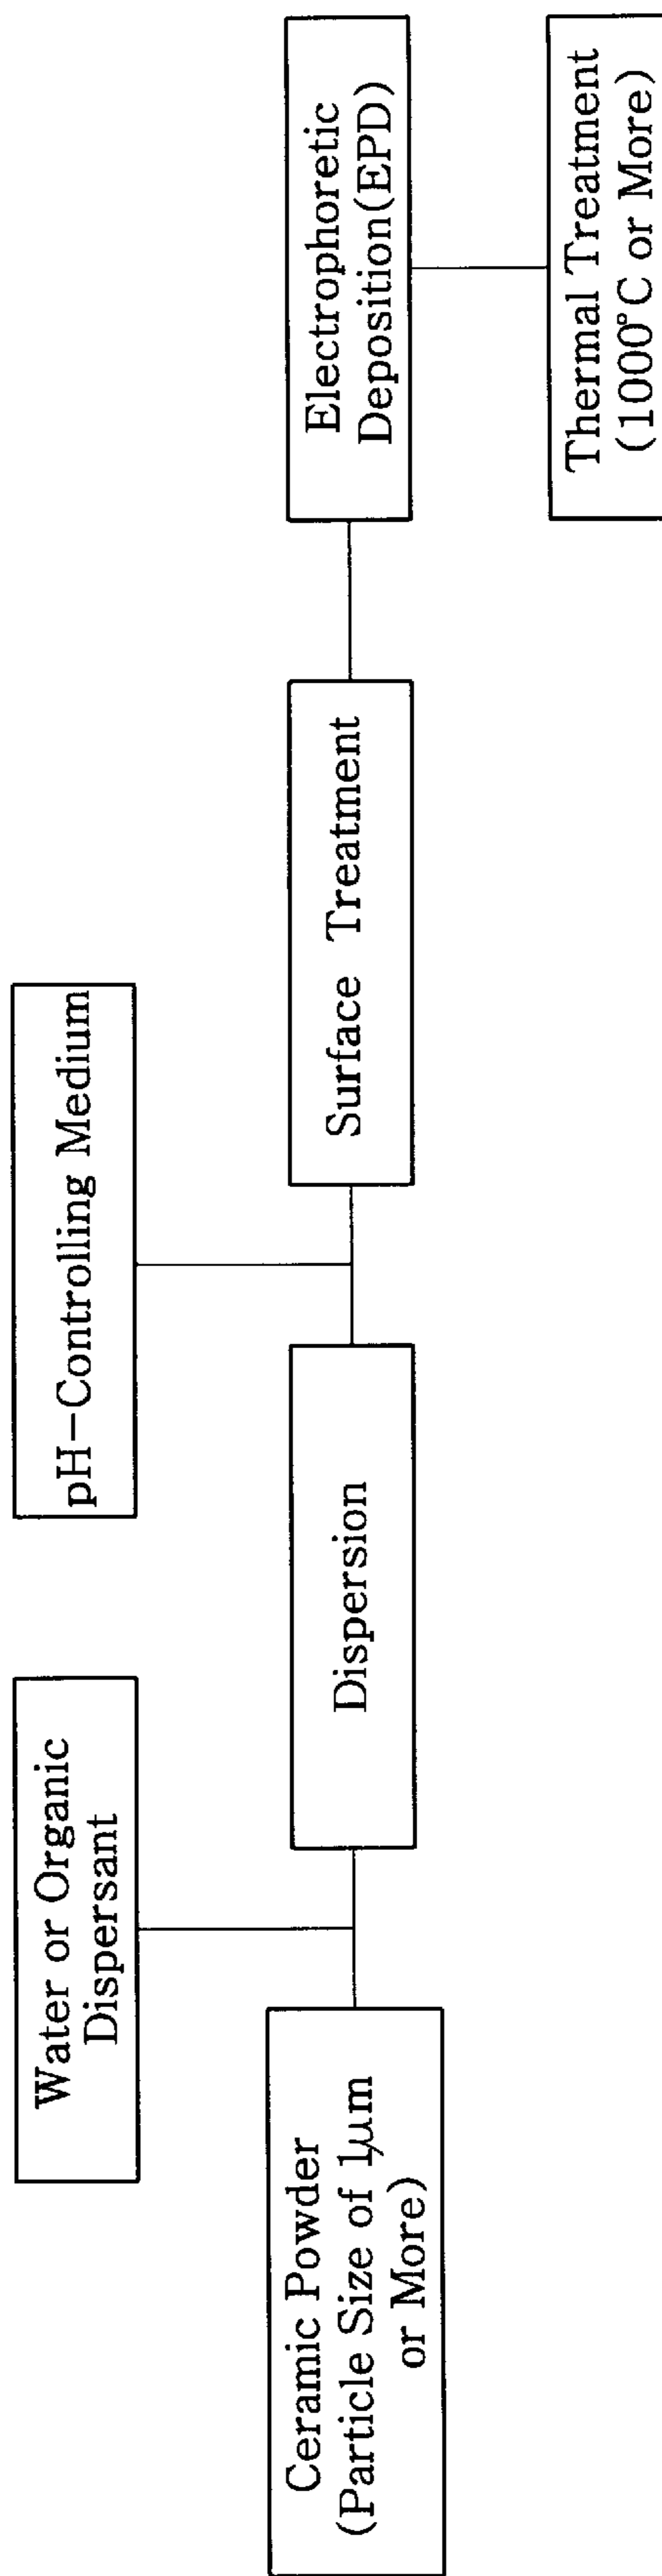 Water or Organic
Dispersant
pH-Controlling Medium
Ceramic Powder
(Particle Size of 1μm
or More)
Dispersion
Surface Treatment
Electrophoretic
Deposition(EPD)
Thermal Treatment
(1000°C or More)